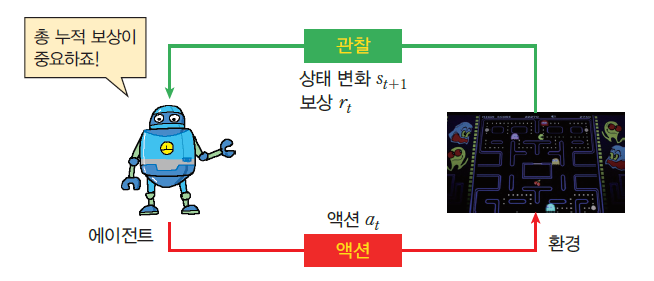 총 누적 보상이
중요하죠!
관찰
상태 변화 s_{t+1}
보상 r_t
에이전트
액션 a_t
액션
환경